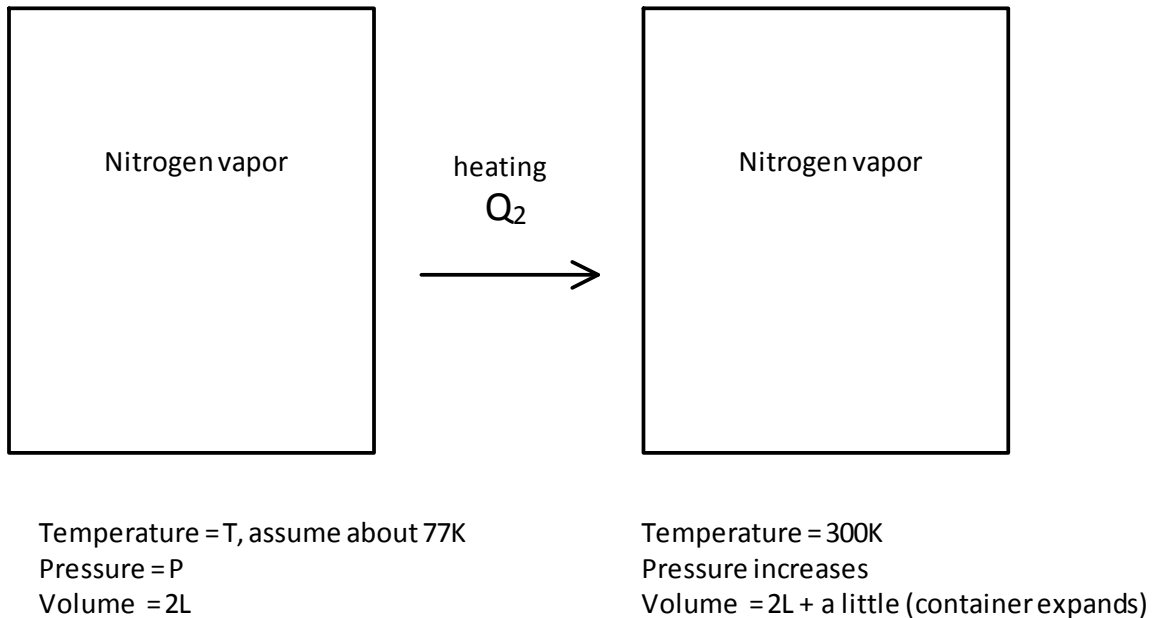 Nitrogen vapor
heating
Q2
Nitrogen vapor
Temperature = T, assume about 77K
Pressure = P
Volume = 2L
Temperature = 300K
Pressure increases
Volume = 2L + a little (container expands)